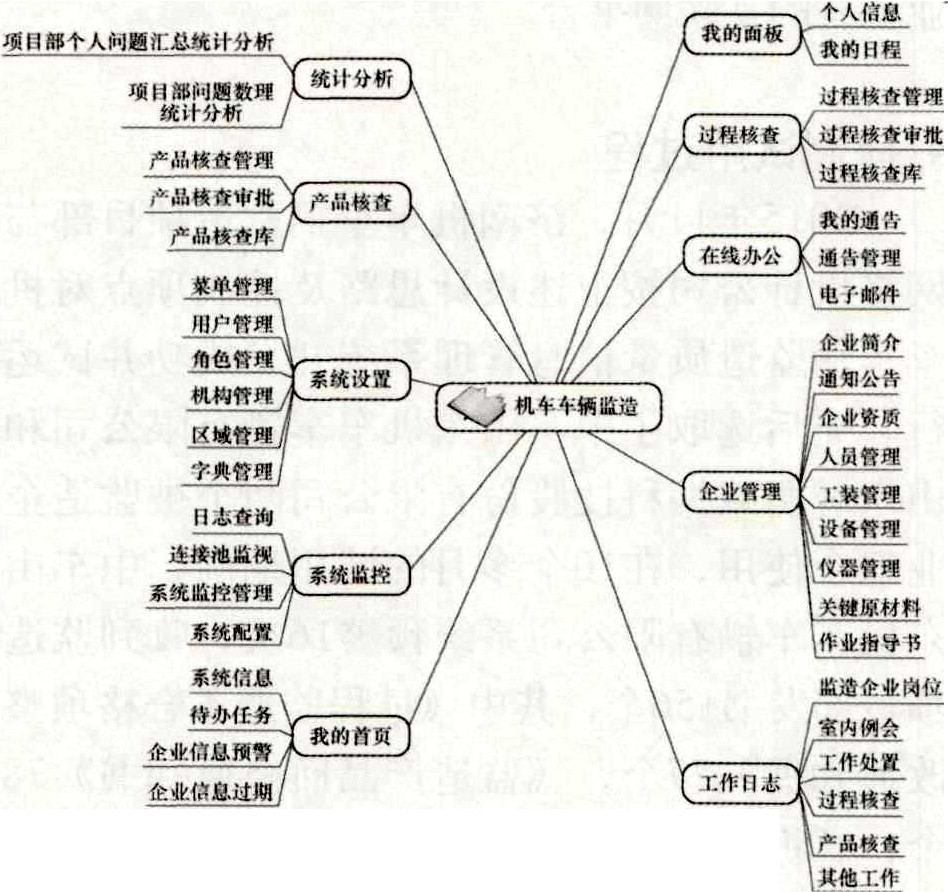 项目部个人问题汇总统计分析
项目部问题数理
统计分析
统计分析
产品核查管理
产品核查审批
产品核查库
产品核查
菜单管理
用户管理
角色管理
机构管理
区域管理
字典管理
系统设置
日志查询
连接池监视
系统监控管理
系统配置
系统监控
系统信息
待办任务
企业信息预警
企业信息过期
我的首页
机车车辆监造
我的面板
个人信息
我的日程
过程核查
过程核查管理
过程核查审批
过程核查库
在线办公
我的通告
通告管理
电子邮件
企业管理
企业简介
通知公告
企业资质
人员管理
工装管理
设备管理
仪器管理
关键原材料
作业指导书
工作日志
监造企业岗位
室内例会
工作处置
过程核查
产品核查
其他工作